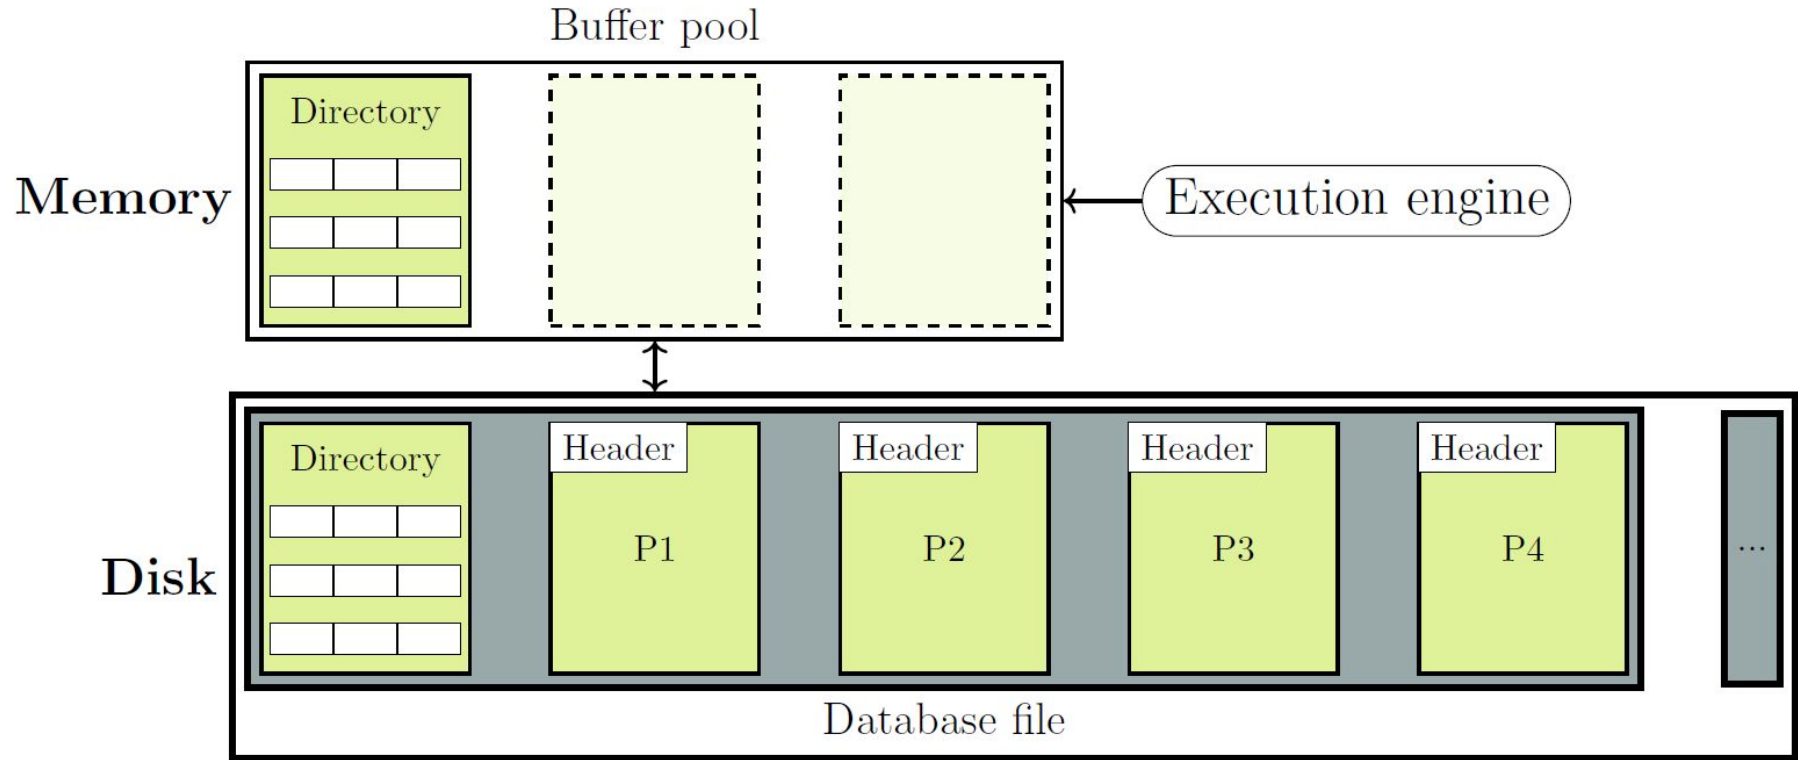 Buffer pool
Directory
Memory
Execution engine
Directory
Header
Header
Header
Header
P1
P2
P3
P4
...
Disk
Database file